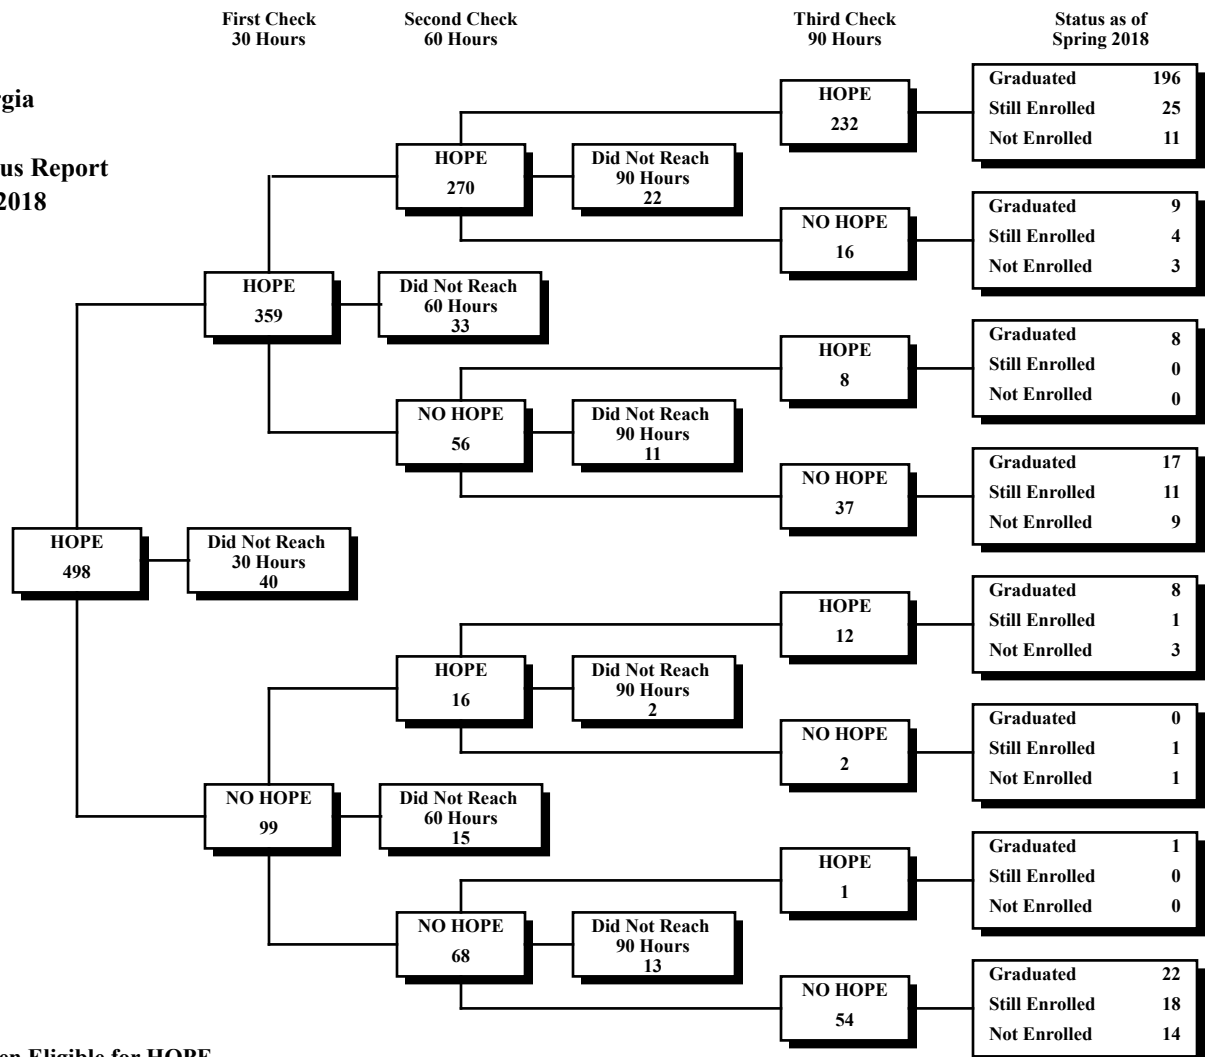 First Check
30 Hours
Second Check
60 Hours
Third Check
90 Hours
Status as of
Spring 2018
rgia
us Report
2018
HOPE
498
Did Not Reach
30 Hours
40
HOPE
359
Did Not Reach
60 Hours
33
NO HOPE
99
Did Not Reach
60 Hours
15
HOPE
270
Did Not Reach
90 Hours
22
NO HOPE
56
Did Not Reach
90 Hours
11
HOPE
16
Did Not Reach
90 Hours
2
NO HOPE
68
Did Not Reach
90 Hours
13
HOPE
232
Graduated 196
Still Enrolled 25
Not Enrolled 11
NO HOPE
16
Graduated 9
Still Enrolled 4
Not Enrolled 3
HOPE
8
Graduated 8
Still Enrolled 0
Not Enrolled 0
NO HOPE
37
Graduated 17
Still Enrolled 11
Not Enrolled 9
HOPE
12
Graduated 8
Still Enrolled 1
Not Enrolled 3
NO HOPE
2
Graduated 0
Still Enrolled 1
Not Enrolled 1
HOPE
1
Graduated 1
Still Enrolled 0
Not Enrolled 0
NO HOPE
54
Graduated 22
Still Enrolled 18
Not Enrolled 14
en Eligible for HOPE